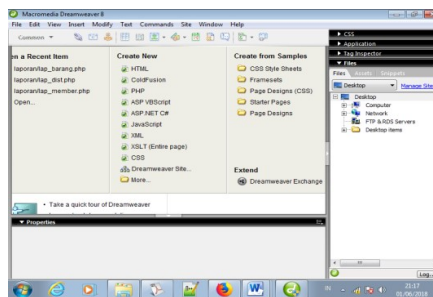 Macromedia Dreamweaver 8
File Edit View Insert Modify Text Commands Site Window Help
Common
n a Recent Item
laporan/lap_barang.php
laporan/lap_dist.php
laporan/lap_member.php
Open...
Create New
HTML
ColdFusion
PHP
ASP VBScript
ASP.NET C#
JavaScript
XML
XSLT (Entire page)
CSS
Dreamweaver Site...
More...
Create from Samples
CSS Style Sheets
Framesets
Page Designs (CSS)
Starter Pages
Page Designs
Extend
Dreamweaver Exchange
Take a quick tour of Dreamweaver
Properties
CSS
Application
Tag Inspector
Files
Files Assets Snippets
Desktop Manage Site
Desktop
Computer
Network
FTP & RDS Servers
Desktop items
Log...
IN
21:17
01/06/2018